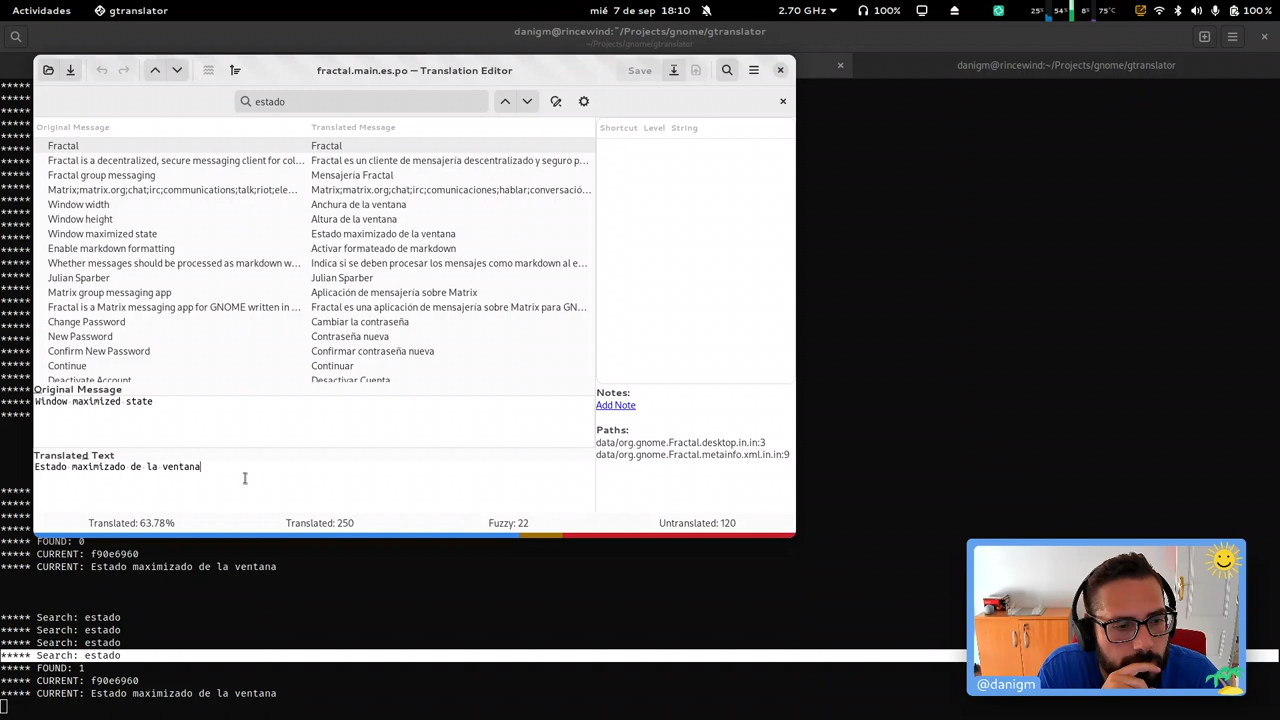 Actividades gtranslator mié 7 de sep 18:10 2.70 GHz 100% 25% 54% 8% 75°C 100 %
danigm@rincewind:~/Projects/gnome/gtranslator
~/Projects/gnome/gtranslator
danigm@rincewind:~/Projects/gnome/gtranslator
fractal.main.es.po — Translation Editor Save
estado
Original Message Translated Message Shortcut Level String
Fractal Fractal
Fractal is a decentralized, secure messaging client for col... Fractal es un cliente de mensajería descentralizado y seguro p...
Fractal group messaging Mensajería Fractal
Matrix;matrix.org;chat;irc;communications;talk;riot;ele... Matrix;matrix.org;chat;irc;comunicaciones;hablar;conversació...
Window width Anchura de la ventana
Window height Altura de la ventana
Window maximized state Estado maximizado de la ventana
Enable markdown formatting Activar formateado de markdown
Whether messages should be processed as markdown w... Indica si se deben procesar los mensajes como markdown al e...
Julian Sparber Julian Sparber
Matrix group messaging app Aplicación de mensajería sobre Matrix
Fractal is a Matrix messaging app for GNOME written in ... Fractal es una aplicación de mensajería sobre Matrix para GN...
Change Password Cambiar la contraseña
New Password Contraseña nueva
Confirm New Password Confirmar contraseña nueva
Continue Continuar
Deactivate Account Desactivar Cuenta
Original Message
Window maximized state
Notes:
Add Note
Paths:
data/org.gnome.Fractal.desktop.in.in:3
data/org.gnome.Fractal.metainfo.xml.in.in:9
Translated Text
Estado maximizado de la ventana
Translated: 63.78% Translated: 250 Fuzzy: 22 Untranslated: 120
***** FOUND: 0
***** CURRENT: f90e6960
***** CURRENT: Estado maximizado de la ventana
***** Search: estado
***** Search: estado
***** Search: estado
***** Search: estado
***** FOUND: 1
***** CURRENT: f90e6960
***** CURRENT: Estado maximizado de la ventana
@danigm